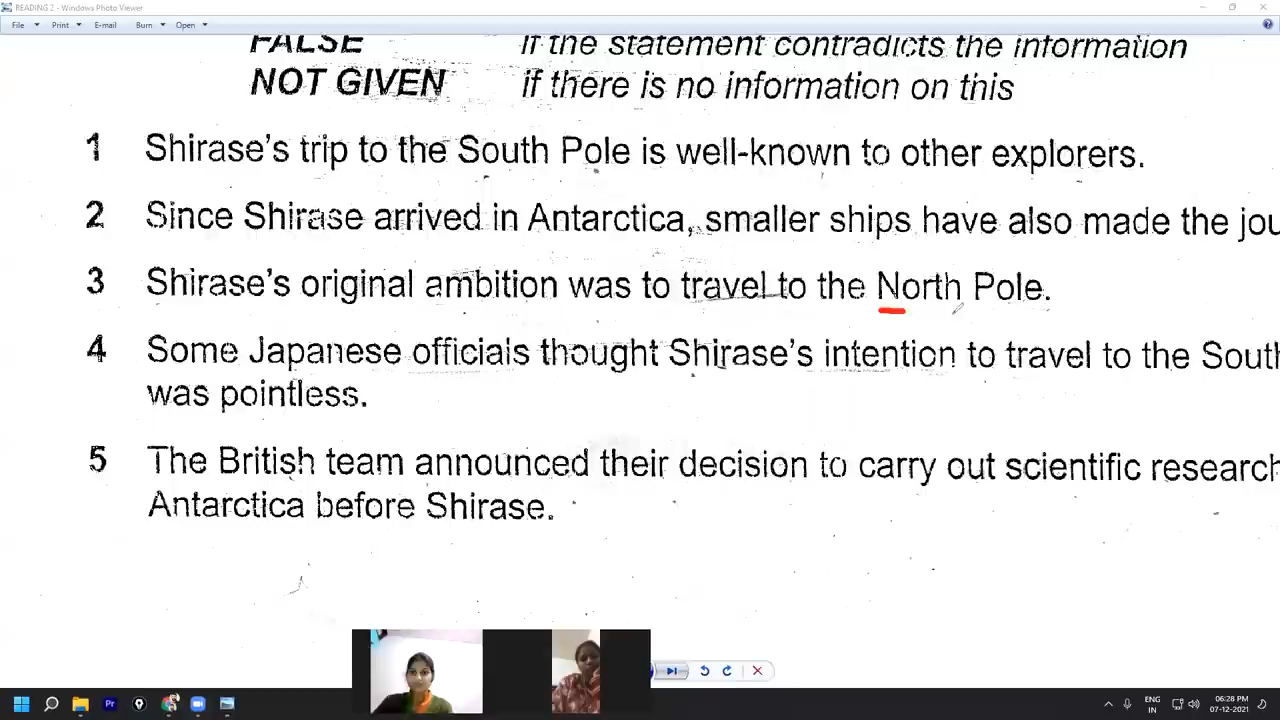 READING 2 - Windows Photo Viewer
File Print E-mail Burn Open
FALSE if the statement contradicts the information
NOT GIVEN if there is no information on this
1 Shirase's trip to the South Pole is well-known to other explorers.
2 Since Shirase arrived in Antarctica, smaller ships have also made the jou
3 Shirase's original ambition was to travel to the North Pole.
4 Some Japanese officials thought Shirase's intention to travel to the South
was pointless.
5 The British team announced their decision to carry out scientific research
Antarctica before Shirase.
Pr
ENG
IN
06:28 PM
07-12-2021